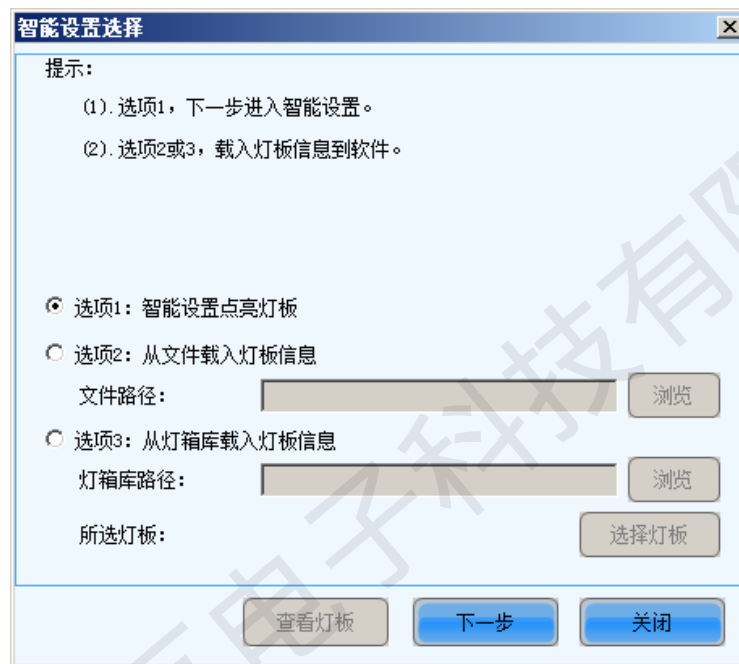 智能设置选择
提示：
(1).选项1，下一步进入智能设置。
(2).选项2或3，载入灯板信息到软件。
选项1：智能设置点亮灯板
选项2：从文件载入灯板信息
文件路径：
浏览
选项3：从灯箱库载入灯板信息
灯箱库路径：
浏览
所选灯板：
选择灯板
查看灯板
下一步
关闭
电子科技有